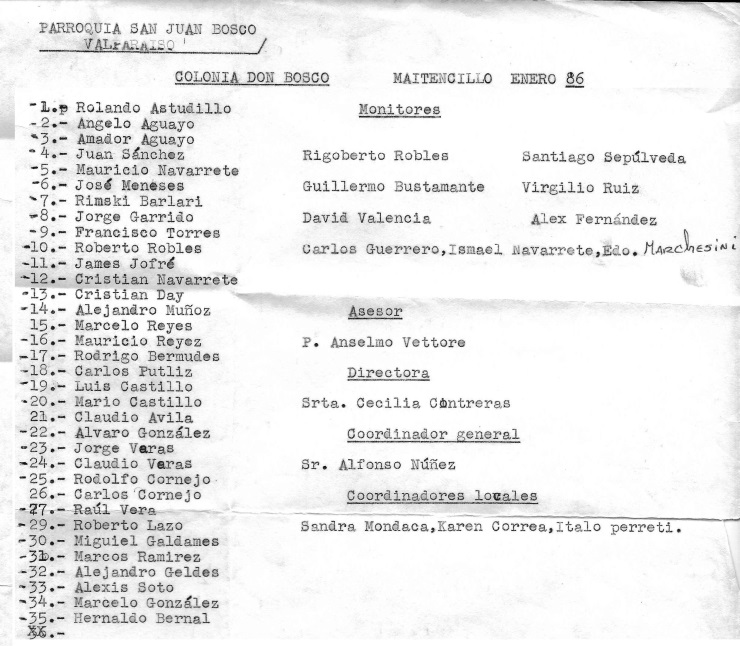 PARROQUIA SAN JUAN BOSCO
VALPARAISO /
COLONIA DON BOSCO MAITENCILLO ENERO 86
-1.p Rolando Astudillo
-2.- Angelo Aguayo
-3.- Amador Aguayo
-4.- Juan Sánchez
-5.- Mauricio Navarrete
-6.- José Meneses
-7.- Rimski Barlari
-8.- Jorge Garrido
-9.- Francisco Torres
-10.- Roberto Robles
-11.- James Jofré
-12.- Cristian Navarrete
-13.- Cristian Day
-14.- Alejandro Muñoz
15.- Marcelo Reyes
-16.- Mauricio Reyez
-17.- Rodrigo Bermudes
-18.- Carlos Putliz
-19.- Luis Castillo
-20.- Mario Castillo
21.- Claudio Avila
-22.- Alvaro González
-23.- Jorge Varas
-24.- Claudio Varas
-25.- Rodolfo Cornejo
26.- Carlos Cornejo
-27.- Raúl Vera
-29.- Roberto Lazo
-30.- Miguiel Galdames
-31.- Marcos Ramirez
-32.- Alejandro Geldes
-33.- Alexis Soto
-34.- Marcelo González
-35.- Hernaldo Bernal
36.-
Monitores
Rigoberto Robles Santiago Sepúlveda
Guillermo Bustamante Virgilio Ruiz
David Valencia Alex Fernández
Carlos Guerrero,Ismael Navarrete,Edo. MARChesiNi
Asesor
P. Anselmo Vettore
Directora
Srta. Cecilia Contreras
Coordinador general
Sr. Alfonso Núñez
Coordinadores locales
Sandra Mondaca,Karen Correa,Italo perreti.